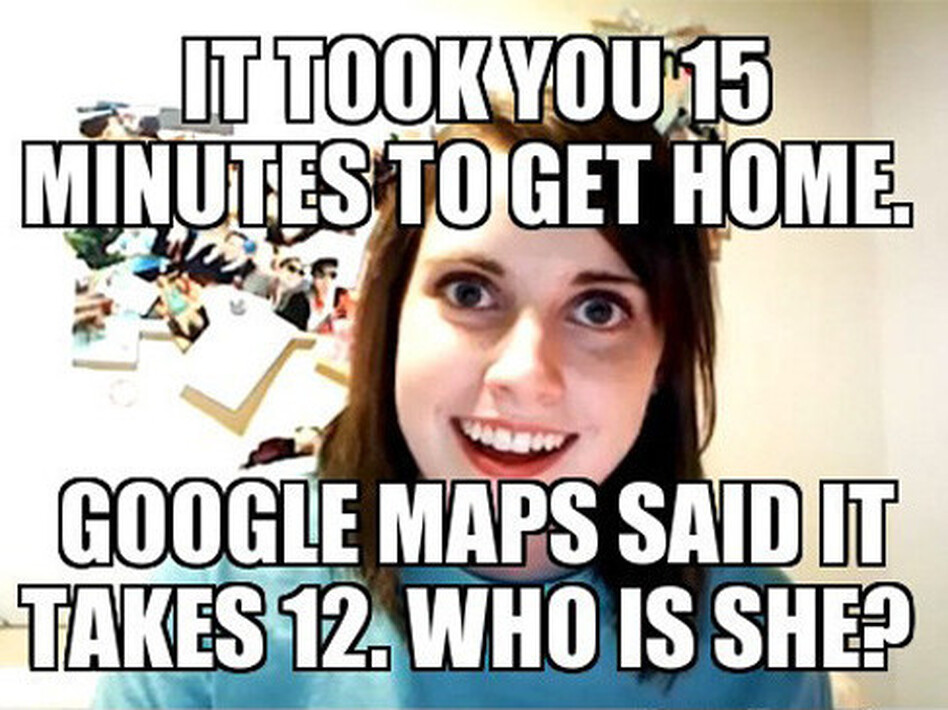 IT TOOK YOU 15
MINUTES TO GET HOME.
GOOGLE MAPS SAID IT
TAKES 12. WHO IS SHE?